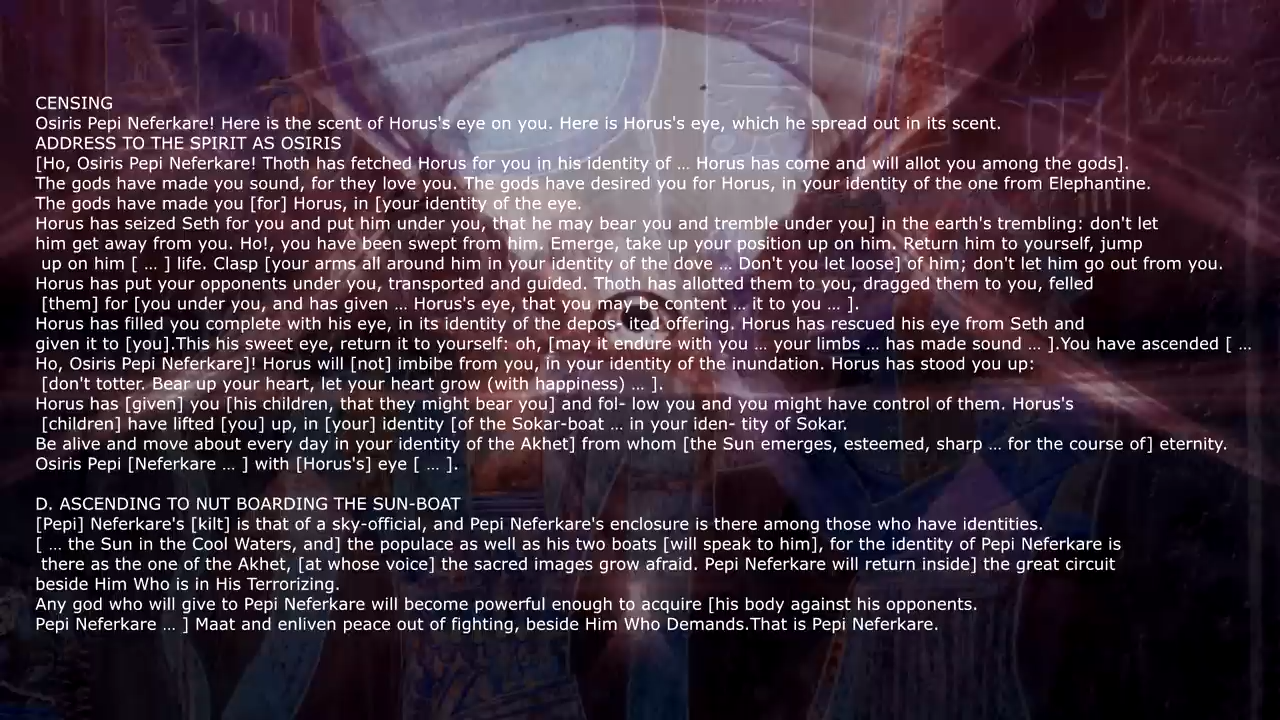 CENSING
Osiris Pepi Neferkare! Here is the scent of Horus's eye on you. Here is Horus's eye, which he spread out in its scent.
ADDRESS TO THE SPIRIT AS OSIRIS
[Ho, Osiris Pepi Neferkare! Thoth has fetched Horus for you in his identity of … Horus has come and will allot you among the gods].
The gods have made you sound, for they love you. The gods have desired you for Horus, in your identity of the one from Elephantine.
The gods have made you [for] Horus, in [your identity of the eye.
Horus has seized Seth for you and put him under you, that he may bear you and tremble under you] in the earth's trembling: don't let
him get away from you. Ho!, you have been swept from him. Emerge, take up your position up on him. Return him to yourself, jump
up on him [ … ] life. Clasp [your arms all around him in your identity of the dove … Don't you let loose] of him; don't let him go out from you.
Horus has put your opponents under you, transported and guided. Thoth has allotted them to you, dragged them to you, felled
[them] for [you under you, and has given … Horus's eye, that you may be content … it to you … ].
Horus has filled you complete with his eye, in its identity of the depos- ited offering. Horus has rescued his eye from Seth and
given it to [you].This his sweet eye, return it to yourself: oh, [may it endure with you … your limbs … has made sound … ].You have ascended [ …
Ho, Osiris Pepi Neferkare]! Horus will [not] imbibe from you, in your identity of the inundation. Horus has stood you up:
[don't totter. Bear up your heart, let your heart grow (with happiness) … ].
Horus has [given] you [his children, that they might bear you] and fol- low you and you might have control of them. Horus's
[children] have lifted [you] up, in [your] identity [of the Sokar-boat … in your iden- tity of Sokar.
Be alive and move about every day in your identity of the Akhet] from whom [the Sun emerges, esteemed, sharp … for the course of] eternity.
Osiris Pepi [Neferkare … ] with [Horus's] eye [ … ].
D. ASCENDING TO NUT BOARDING THE SUN-BOAT
[Pepi] Neferkare's [kilt] is that of a sky-official, and Pepi Neferkare's enclosure is there among those who have identities.
[ … the Sun in the Cool Waters, and] the populace as well as his two boats [will speak to him], for the identity of Pepi Neferkare is
there as the one of the Akhet, [at whose voice] the sacred images grow afraid. Pepi Neferkare will return inside] the great circuit
beside Him Who is in His Terrorizing.
Any god who will give to Pepi Neferkare will become powerful enough to acquire [his body against his opponents.
Pepi Neferkare … ] Maat and enliven peace out of fighting, beside Him Who Demands.That is Pepi Neferkare.